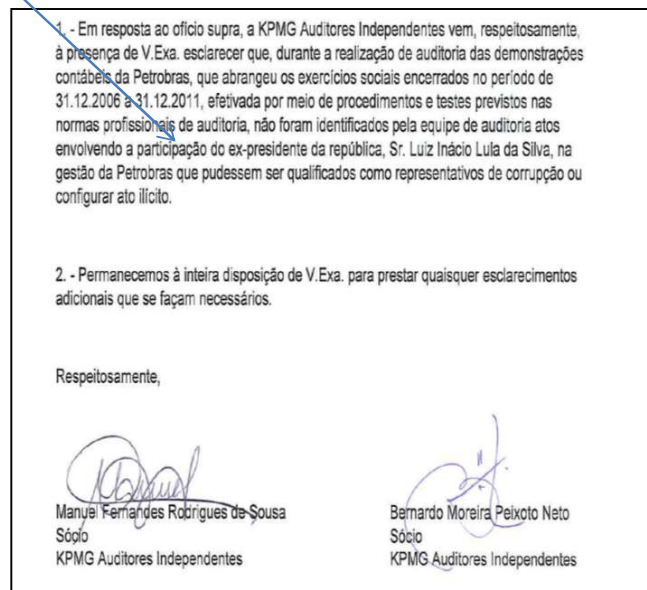 1. - Em resposta ao ofício supra, a KPMG Auditores Independentes vem, respeitosamente,
à presença de V.Exa. esclarecer que, durante a realização de auditoria das demonstrações
contábeis da Petrobras, que abrangeu os exercícios sociais encerrados no período de
31.12.2006 a 31.12.2011, efetivada por meio de procedimentos e testes previstos nas
normas profissionais de auditoria, não foram identificados pela equipe de auditoria atos
envolvendo a participação do ex-presidente da república, Sr. Luiz Inácio Lula da Silva, na
gestão da Petrobras que pudessem ser qualificados como representativos de corrupção ou
configurar ato ilícito.
2. - Permanecemos à inteira disposição de V.Exa. para prestar quaisquer esclarecimentos
adicionais que se façam necessários.
Respeitosamente,
Manuel Fernandes Rodrigues de Sousa
Sócio
KPMG Auditores Independentes
Bernardo Moreira Peixoto Neto
Sócio
KPMG Auditores Independentes